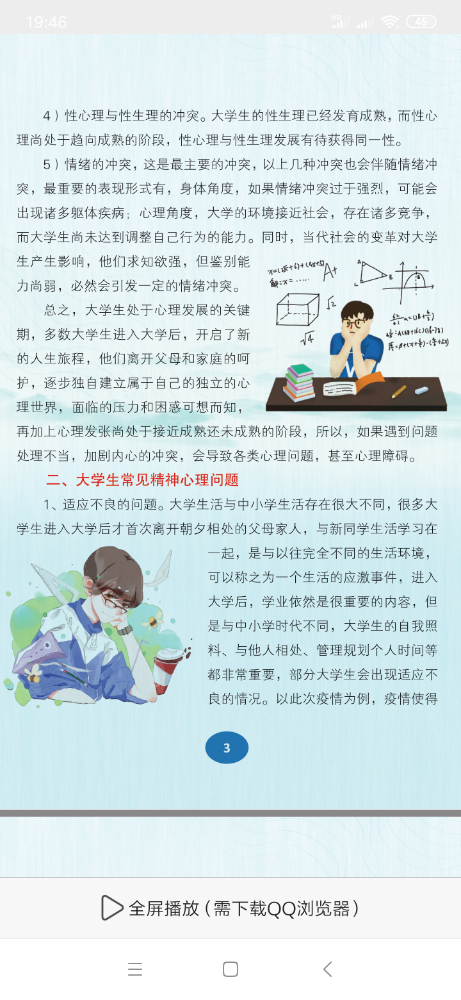 19:46
HD
45
4）性心理与性生理的冲突。大学生的性生理已经发育成熟，而性心
理尚处于趋向成熟的阶段，性心理与性生理发展有待获得同一性。
5）情绪的冲突，这是最主要的冲突，以上几种冲突也会伴随情绪冲
突，最重要的表现形式有，身体角度，如果情绪冲突过于强烈，可能会
出现诸多躯体疾病；心理角度，大学的环境接近社会，存在诸多竞争，
而大学生尚未达到调整自己行为的能力。同时，当代社会的变革对大学
生产生影响，他们求知欲强，但鉴别能
力尚弱，必然会引发一定的情绪冲突。
总之，大学生处于心理发展的关键
期，多数大学生进入大学后，开启了新
的人生旅程，他们离开父母和家庭的呵
护，逐步独自建立属于自己的独立的心
理世界，面临的压力和困惑可想而知，
A+
A
B
B
√2
√4
解：x=……
再加上心理发张尚处于接近成熟还未成熟的阶段，所以，如果遇到问题
处理不当，加剧内心的冲突，会导致各类心理问题，甚至心理障碍。
二、大学生常见精神心理问题
1、适应不良的问题。大学生活与中小学生活存在很大不同，很多大
学生进入大学后才首次离开朝夕相处的父母家人，与新同学生活学习在
一起，是与以往完全不同的生活环境，
可以称之为一个生活的应激事件，进入
大学后，学业依然是很重要的内容，但
是与中小学时代不同，大学生的自我照
料、与他人相处、管理规划个人时间等
都非常重要，部分大学生会出现适应不
良的情况。以此次疫情为例，疫情使得
3
全屏播放（需下载QQ浏览器）